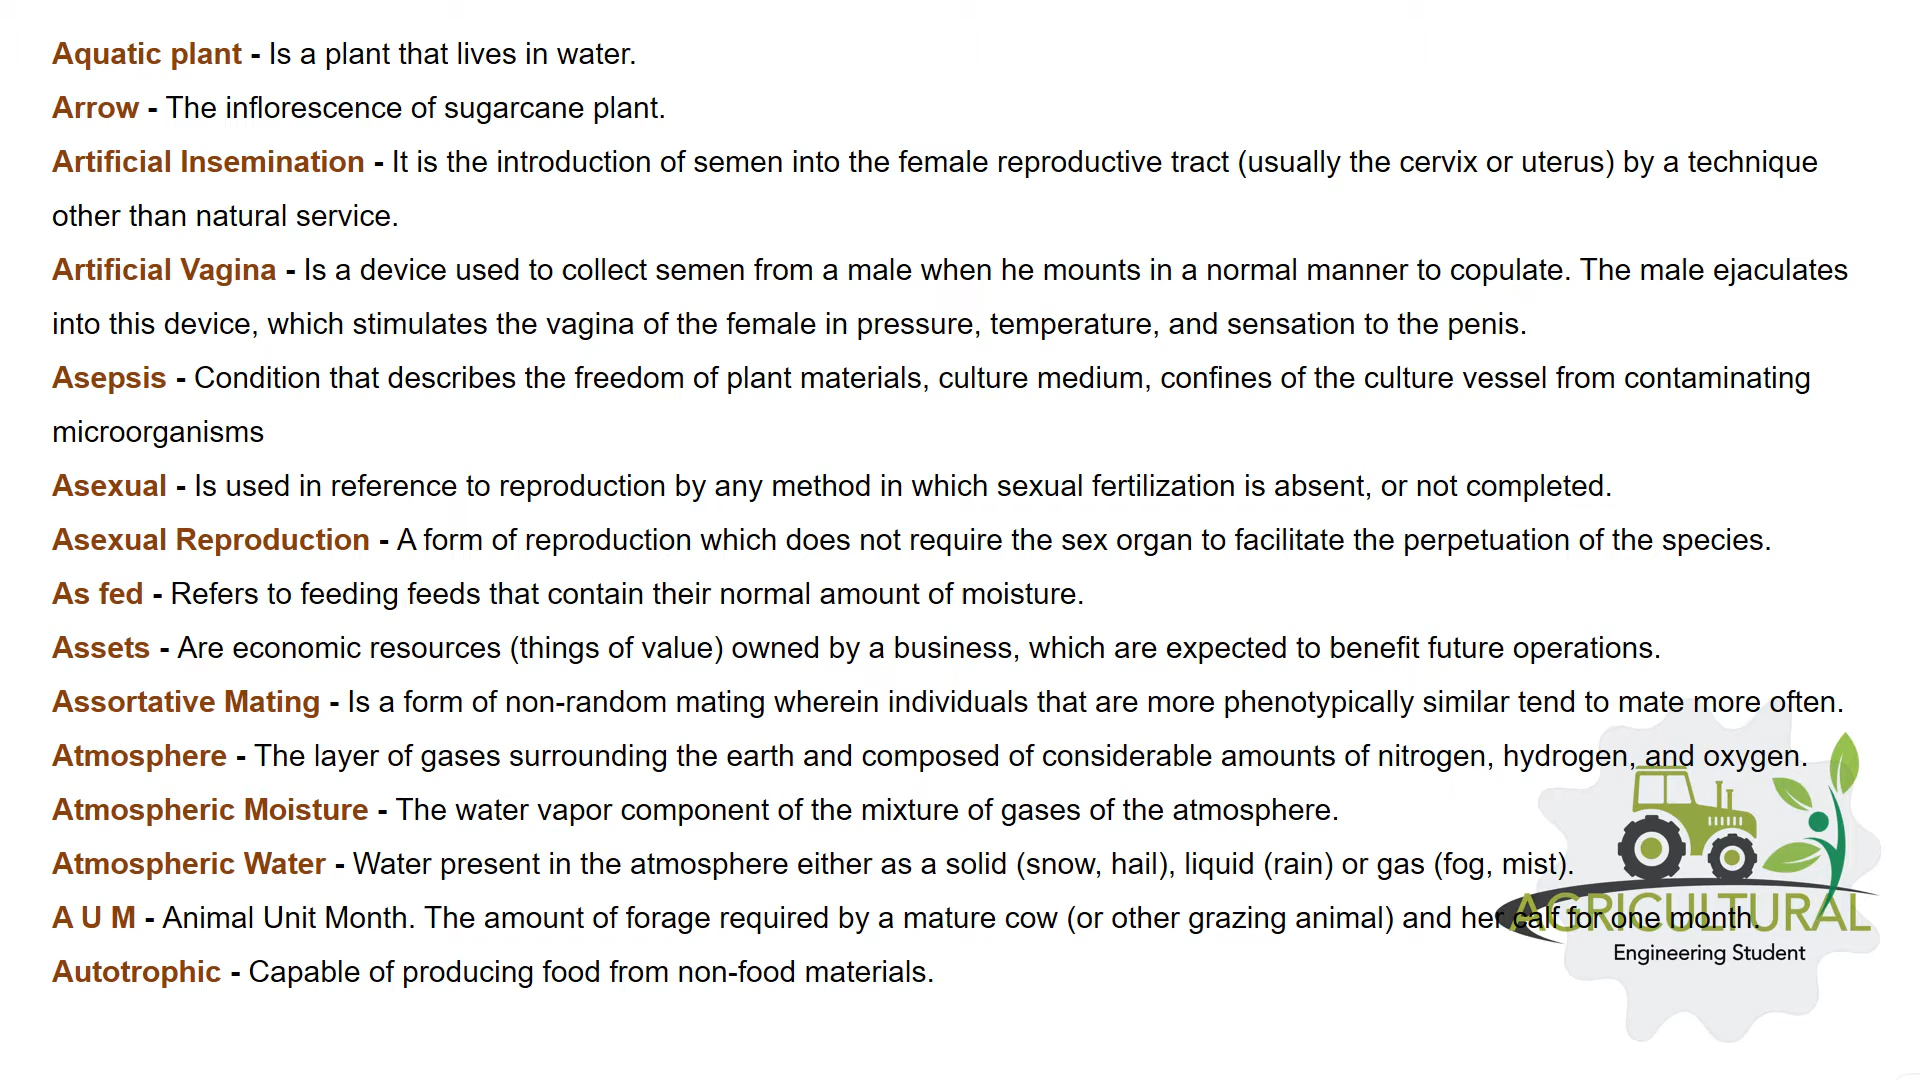 Aquatic plant - Is a plant that lives in water.
Arrow - The inflorescence of sugarcane plant.
Artificial Insemination - It is the introduction of semen into the female reproductive tract (usually the cervix or uterus) by a technique
other than natural service.
Artificial Vagina - Is a device used to collect semen from a male when he mounts in a normal manner to copulate. The male ejaculates
into this device, which stimulates the vagina of the female in pressure, temperature, and sensation to the penis.
Asepsis - Condition that describes the freedom of plant materials, culture medium, confines of the culture vessel from contaminating
microorganisms
Asexual - Is used in reference to reproduction by any method in which sexual fertilization is absent, or not completed.
Asexual Reproduction - A form of reproduction which does not require the sex organ to facilitate the perpetuation of the species.
As fed - Refers to feeding feeds that contain their normal amount of moisture.
Assets - Are economic resources (things of value) owned by a business, which are expected to benefit future operations.
Assortative Mating - Is a form of non-random mating wherein individuals that are more phenotypically similar tend to mate more often.
Atmosphere - The layer of gases surrounding the earth and composed of considerable amounts of nitrogen, hydrogen, and oxygen.
Atmospheric Moisture - The water vapor component of the mixture of gases of the atmosphere.
Atmospheric Water - Water present in the atmosphere either as a solid (snow, hail), liquid (rain) or gas (fog, mist).
A U M - Animal Unit Month. The amount of forage required by a mature cow (or other grazing animal) and her calf for one month.
AGRICULTURAL
Engineering Student
Autotrophic - Capable of producing food from non-food materials.